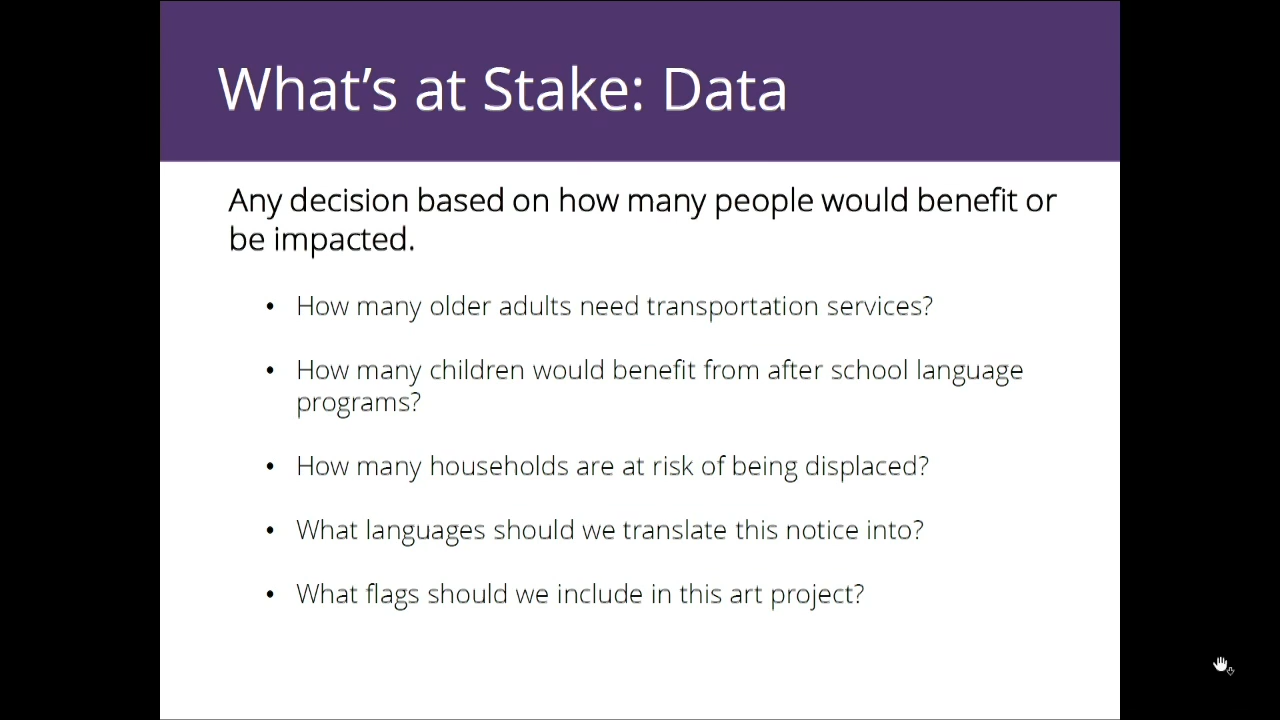 What’s at Stake: Data
Any decision based on how many people would benefit or
be impacted.
• How many older adults need transportation services?
• How many children would benefit from after school language
programs?
• How many households are at risk of being displaced?
• What languages should we translate this notice into?
• What flags should we include in this art project?